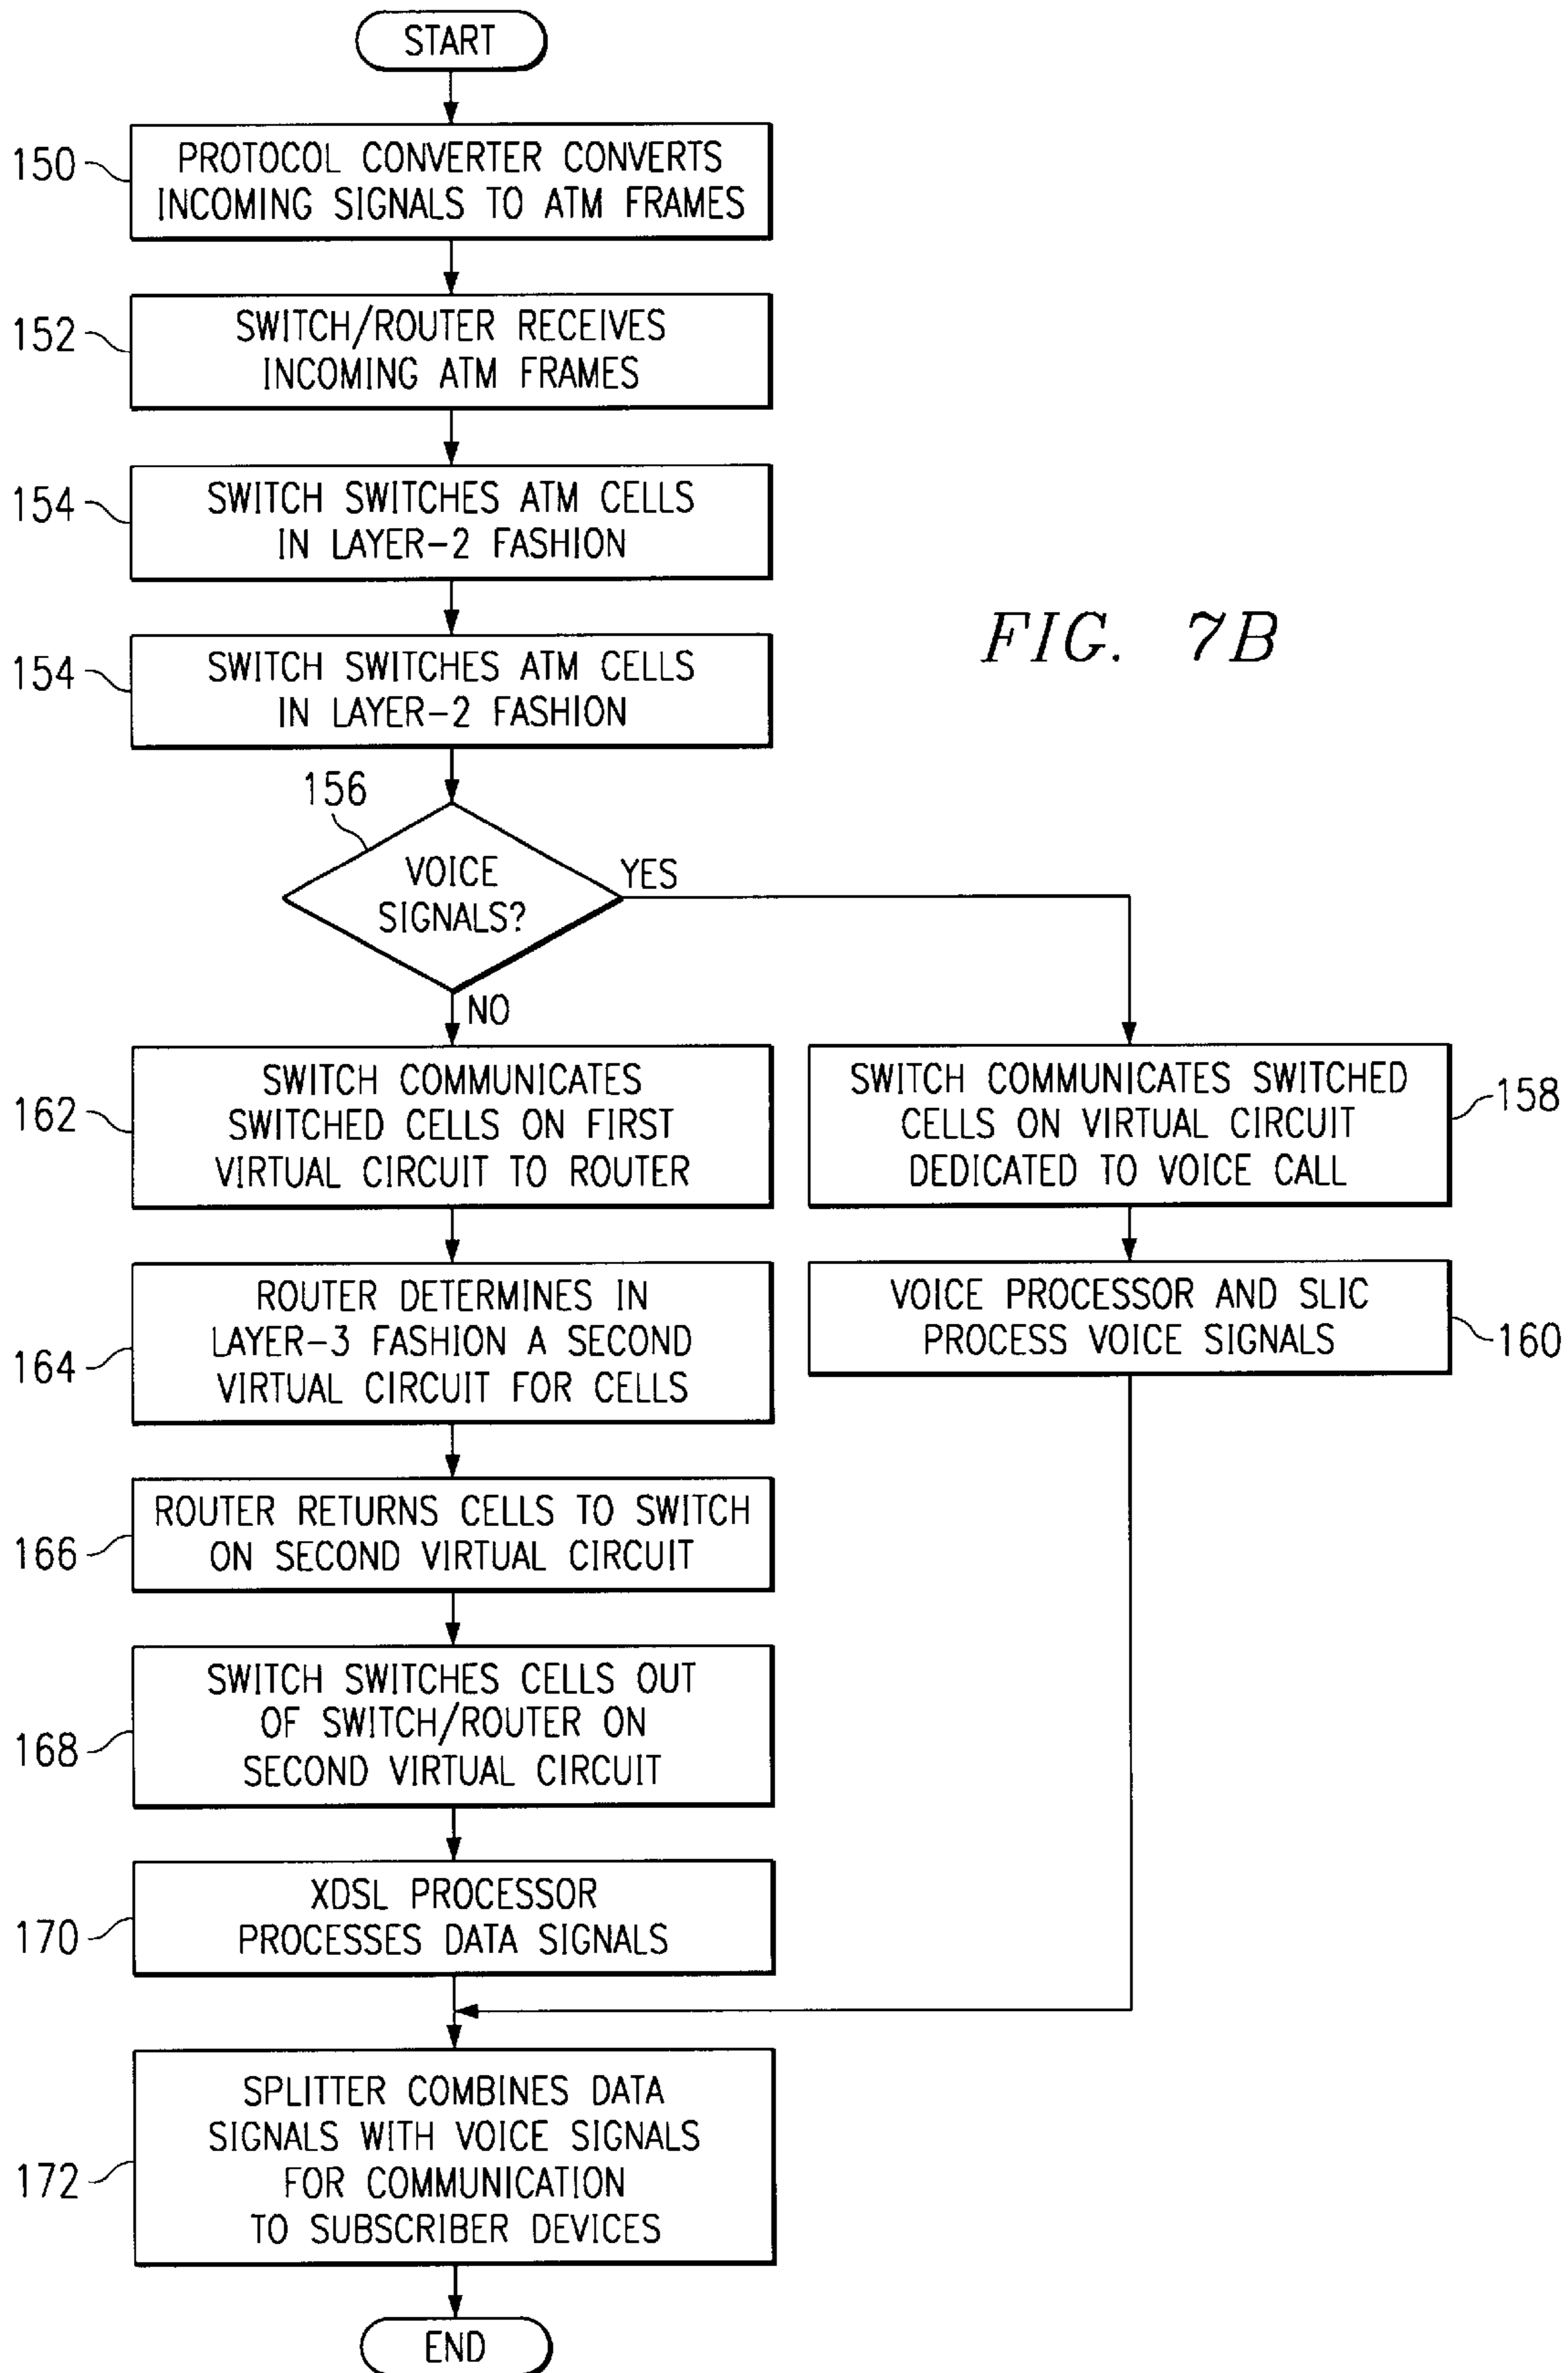 START
150
PROTOCOL CONVERTER CONVERTS
INCOMING SIGNALS TO ATM FRAMES
152
SWITCH/ROUTER RECEIVES
INCOMING ATM FRAMES
154
SWITCH SWITCHES ATM CELLS
IN LAYER-2 FASHION
154
SWITCH SWITCHES ATM CELLS
IN LAYER-2 FASHION
FIG. 7B
156
VOICE
SIGNALS?
YES
NO
162
SWITCH COMMUNICATES
SWITCHED CELLS ON FIRST
VIRTUAL CIRCUIT TO ROUTER
SWITCH COMMUNICATES SWITCHED
CELLS ON VIRTUAL CIRCUIT
DEDICATED TO VOICE CALL
158
164
ROUTER DETERMINES IN
LAYER-3 FASHION A SECOND
VIRTUAL CIRCUIT FOR CELLS
VOICE PROCESSOR AND SLIC
PROCESS VOICE SIGNALS
160
166
ROUTER RETURNS CELLS TO SWITCH
ON SECOND VIRTUAL CIRCUIT
168
SWITCH SWITCHES CELLS OUT
OF SWITCH/ROUTER ON
SECOND VIRTUAL CIRCUIT
170
XDSL PROCESSOR
PROCESSES DATA SIGNALS
172
SPLITTER COMBINES DATA
SIGNALS WITH VOICE SIGNALS
FOR COMMUNICATION
TO SUBSCRIBER DEVICES
END